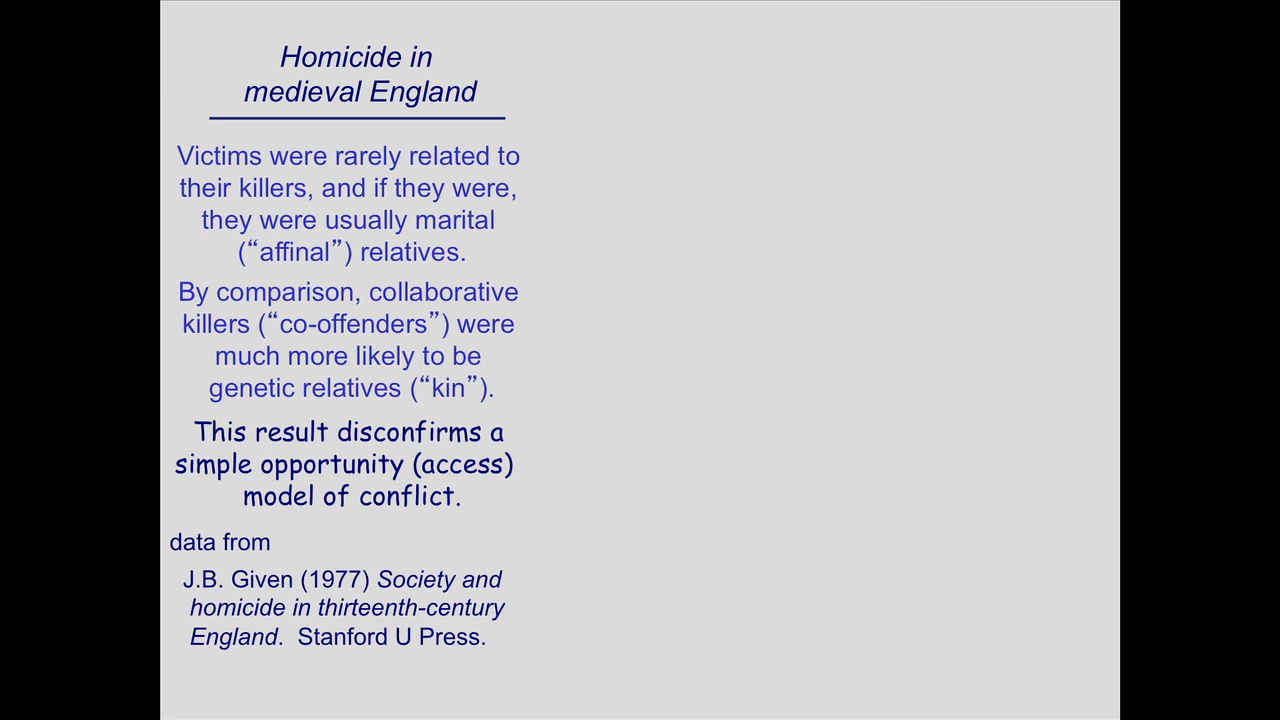 Homicide in
medieval England
Victims were rarely related to
their killers, and if they were,
they were usually marital
(“affinal”) relatives.
By comparison, collaborative
killers (“co-offenders”) were
much more likely to be
genetic relatives (“kin”).
This result disconfirms a
simple opportunity (access)
model of conflict.
data from
J.B. Given (1977) Society and
homicide in thirteenth-century
England.  Stanford U Press.